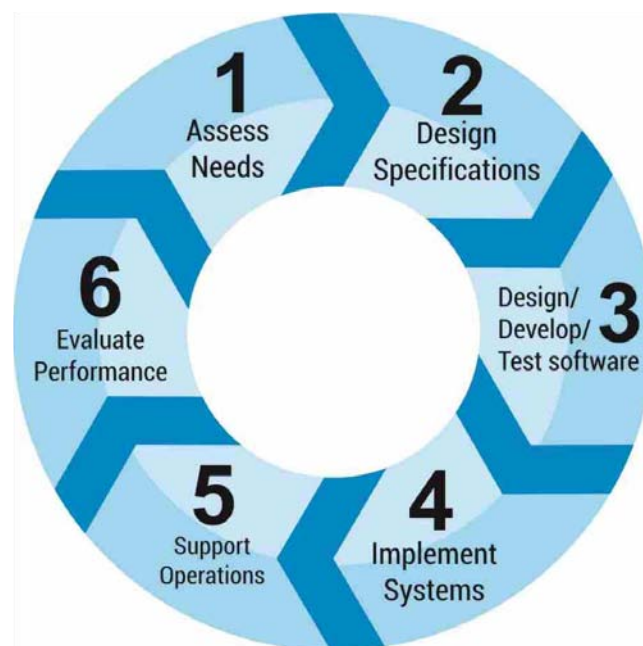 1
Assess
Needs
2
Design
Specifications
3
Design/
Develop/
Test software
4
Implement
Systems
5
Support
Operations
6
Evaluate
Performance